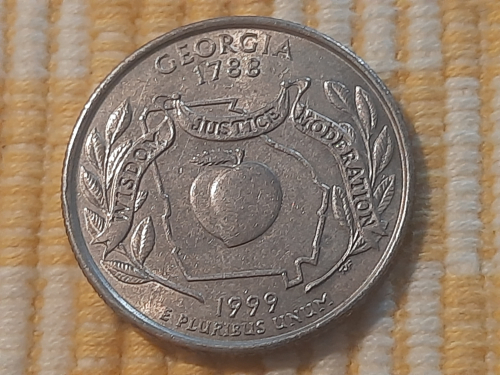 GEORGIA
1788
WISDOM JUSTICE MODERATION
1999
E PLURIBUS UNUM